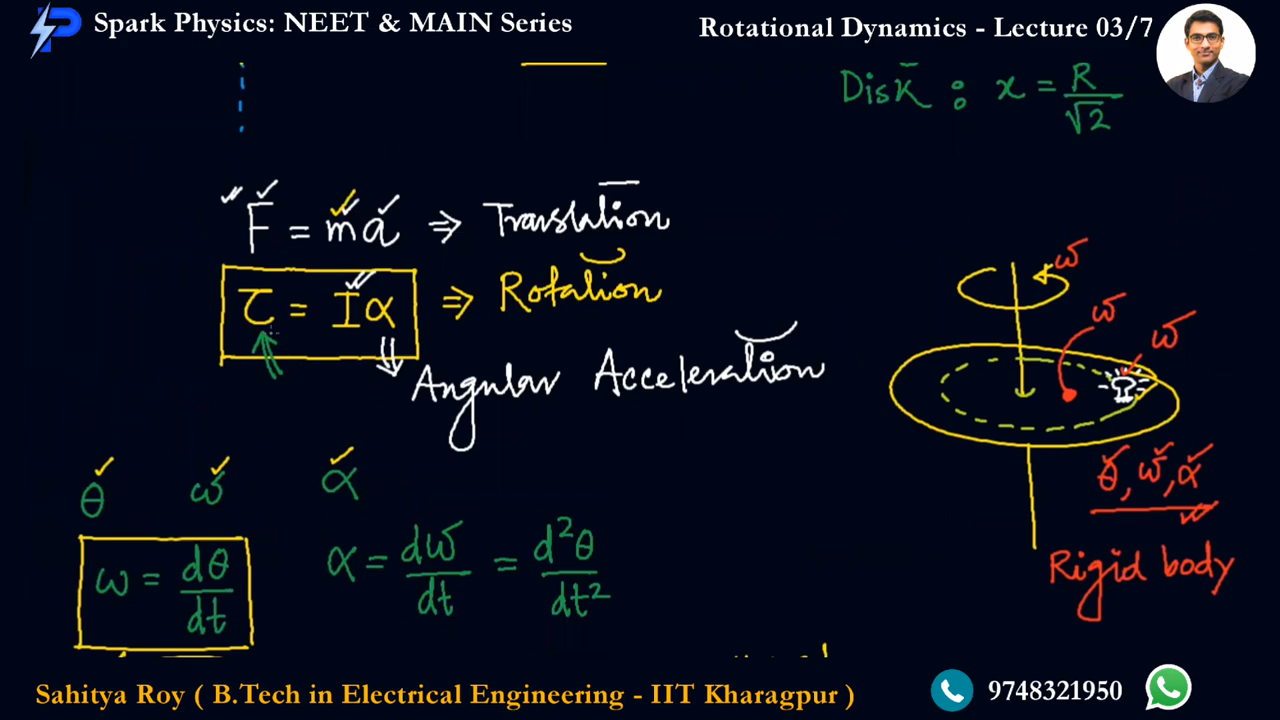 Spark Physics: NEET & MAIN Series
Rotational Dynamics - Lecture 03/7
Disk : x = R/√2
F = ma ⇒ Translation
τ = Iα ⇒ Rotation
Angular Acceleration
ω
ω
ω
θ ω α
θ, ω, α
ω = dθ/dt
α = dω/dt = d²θ/dt²
Rigid body
Sahitya Roy ( B.Tech in Electrical Engineering - IIT Kharagpur )
9748321950